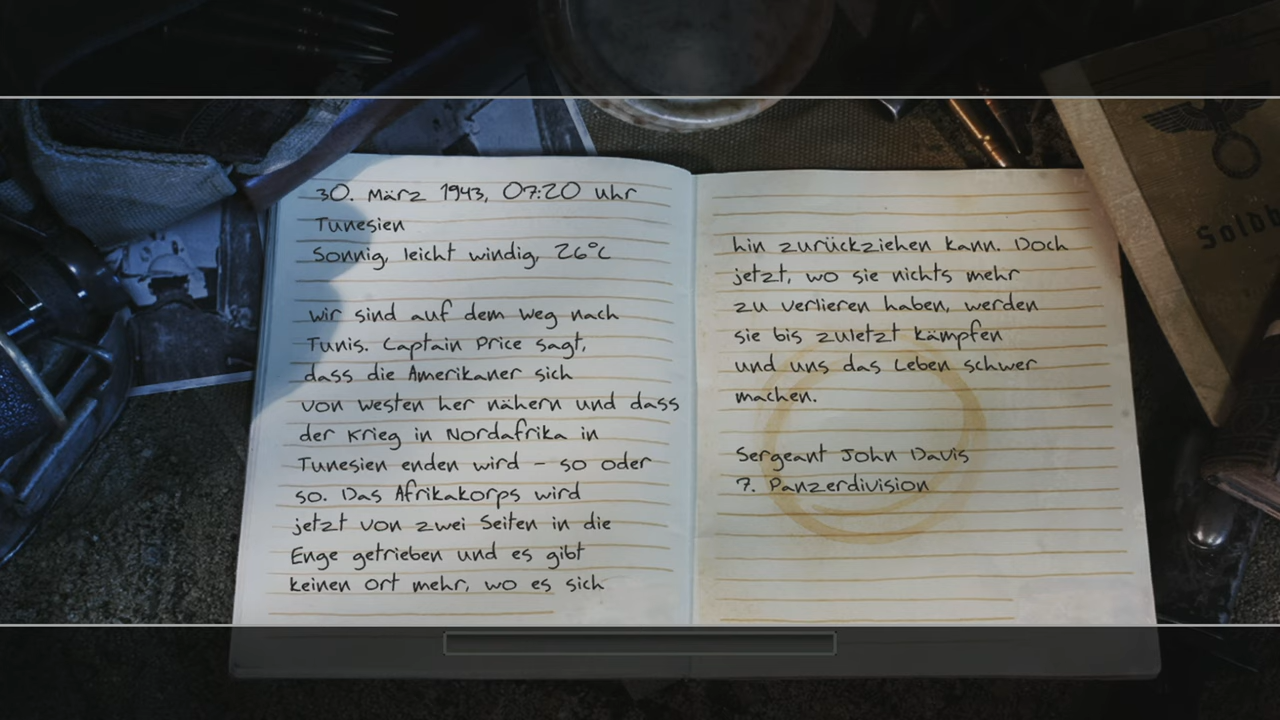 30. März 1943, 07:20 Uhr
Tunesien
Sonnig, leicht windig, 26°C
wir sind auf dem Weg nach
Tunis. Captain Price sagt,
dass die Amerikaner sich
von Westen her nähern und dass
der Krieg in Nordafrika in
Tunesien enden wird – so oder
so. Das Afrikakorps wird
jetzt von zwei Seiten in die
Enge getrieben und es gibt
keinen Ort mehr, wo es sich
hin zurückziehen kann. Doch
jetzt, wo sie nichts mehr
zu verlieren haben, werden
sie bis zuletzt kämpfen
und uns das Leben schwer
machen.
Sergeant John Davis
7. Panzerdivision